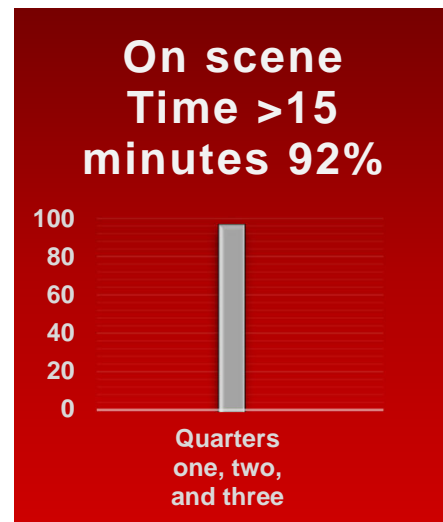 On scene
Time >15
minutes 92%
100
80
60
40
20
0
Quarters
one, two,
and three